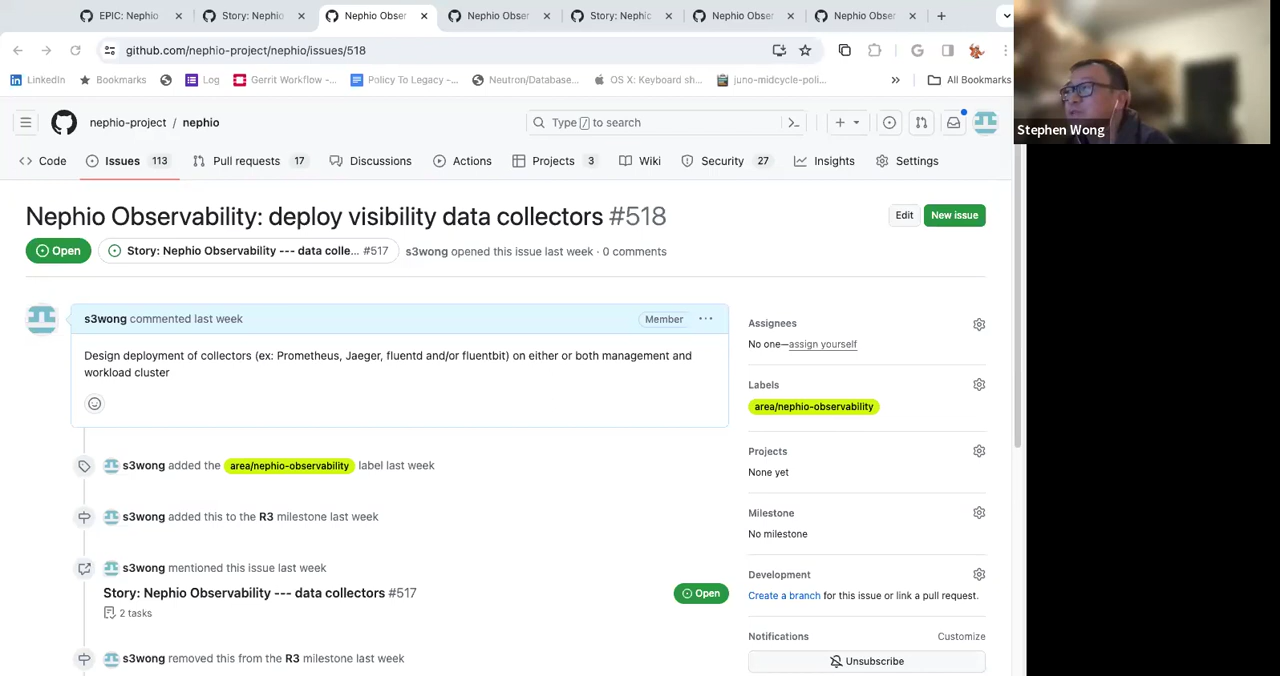 EPIC: Nephio
Story: Nephio
Nephio Obser
Nephio Obser
Story: Nephio
Nephio Obser
Nephio Obser
github.com/nephio-project/nephio/issues/518
LinkedIn
Bookmarks
Log
Gerrit Workflow -...
Policy To Legacy -...
Neutron/Database...
OS X: Keyboard sh...
juno-midcycle-poli...
»
All Bookmarks
Stephen Wong
nephio-project / nephio
Type / to search
Code
Issues 113
Pull requests 17
Discussions
Actions
Projects 3
Wiki
Security 27
Insights
Settings
Nephio Observability: deploy visibility data collectors #518
Edit
New issue
Open
Story: Nephio Observability --- data colle... #517
s3wong opened this issue last week · 0 comments
s3wong commented last week
Member
Design deployment of collectors (ex: Prometheus, Jaeger, fluentd and/or fluentbit) on either or both management and
workload cluster
s3wong added the area/nephio-observability label last week
s3wong added this to the R3 milestone last week
s3wong mentioned this issue last week
Story: Nephio Observability --- data collectors #517
Open
2 tasks
s3wong removed this from the R3 milestone last week
Assignees
No one—assign yourself
Labels
area/nephio-observability
Projects
None yet
Milestone
No milestone
Development
Create a branch for this issue or link a pull request.
Notifications
Customize
Unsubscribe